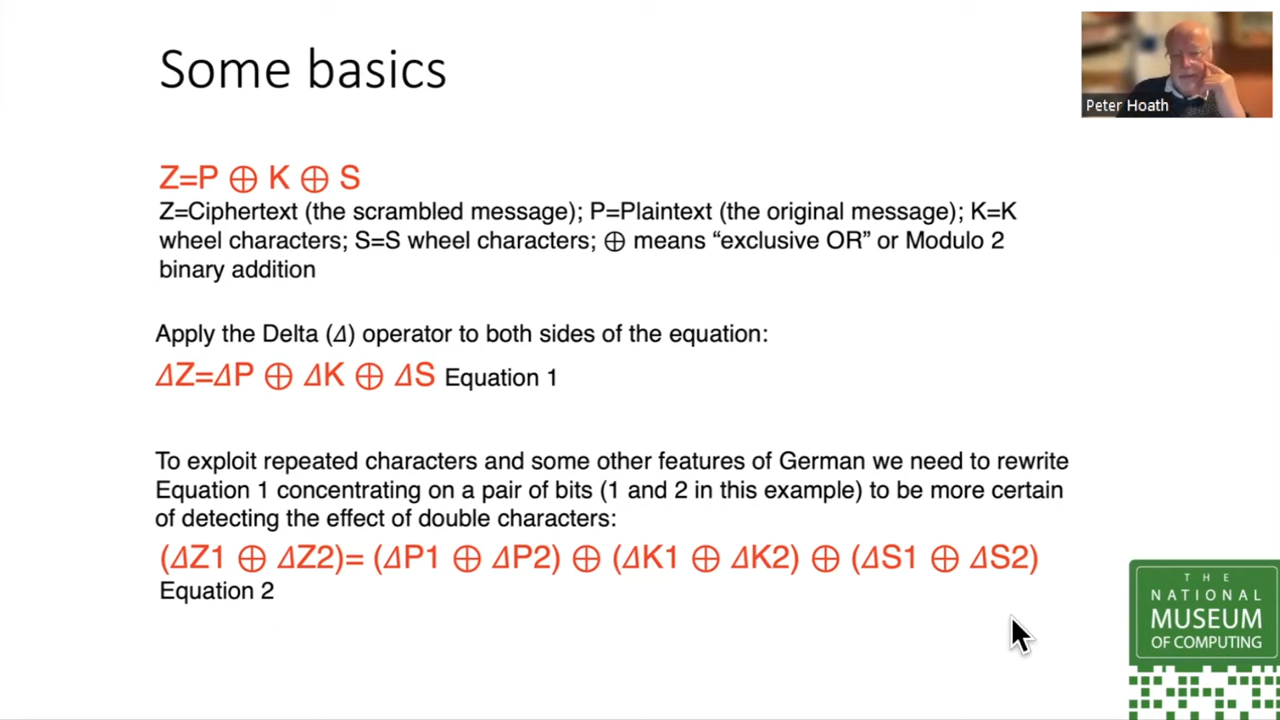 Some basics
Peter Hoath
Z=P ⊕ K ⊕ S
Z=Ciphertext (the scrambled message); P=Plaintext (the original message); K=K
wheel characters; S=S wheel characters; ⊕ means “exclusive OR” or Modulo 2
binary addition
Apply the Delta (Δ) operator to both sides of the equation:
ΔZ=ΔP ⊕ ΔK ⊕ ΔS Equation 1
To exploit repeated characters and some other features of German we need to rewrite
Equation 1 concentrating on a pair of bits (1 and 2 in this example) to be more certain
of detecting the effect of double characters:
(ΔZ1 ⊕ ΔZ2)= (ΔP1 ⊕ ΔP2) ⊕ (ΔK1 ⊕ ΔK2) ⊕ (ΔS1 ⊕ ΔS2)
Equation 2
THE
NATIONAL
MUSEUM
OF COMPUTING